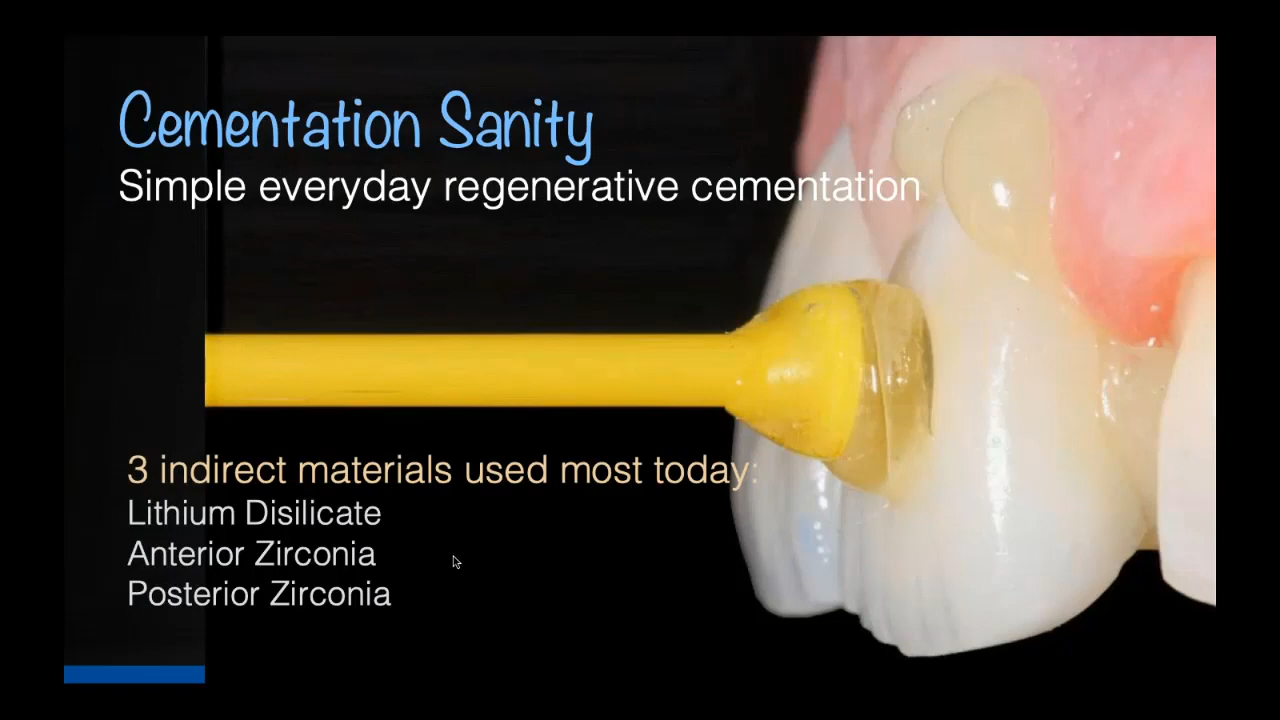 Cementation Sanity
Simple everyday regenerative cementation
3 indirect materials used most today:
Lithium Disilicate
Anterior Zirconia
Posterior Zirconia